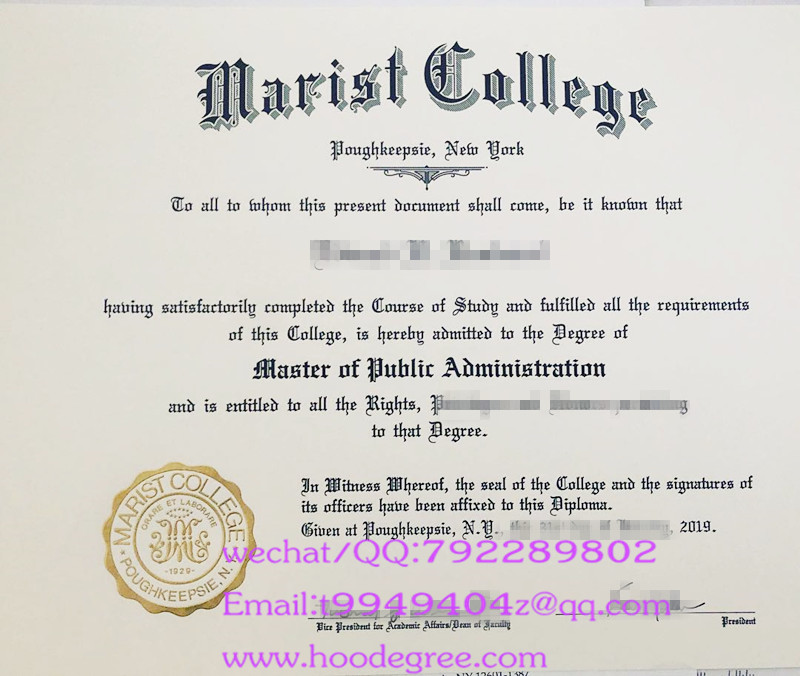 Marist College
Poughkeepsie, New York
To all to whom this present document shall come, be it known that
having satisfactorily completed the Course of Study and fulfilled all the requirements
of this College, is hereby admitted to the Degree of
Master of Public Administration
and is entitled to all the Rights,
to that Degree.
In Witness Whereof, the seal of the College and the signatures of
its officers have been affixed to this Diploma.
Given at Poughkeepsie, N.Y., 2019.
MARIST COLLEGE
ORARE ET LABORARE
M
-1929-
POUGHKEEPSIE, N.Y.
wechat/QQ:792289802
Email:t9949404z@qq.com
Vice President for Academic Affairs/Dean of Faculty
President
www.hoodegree.com